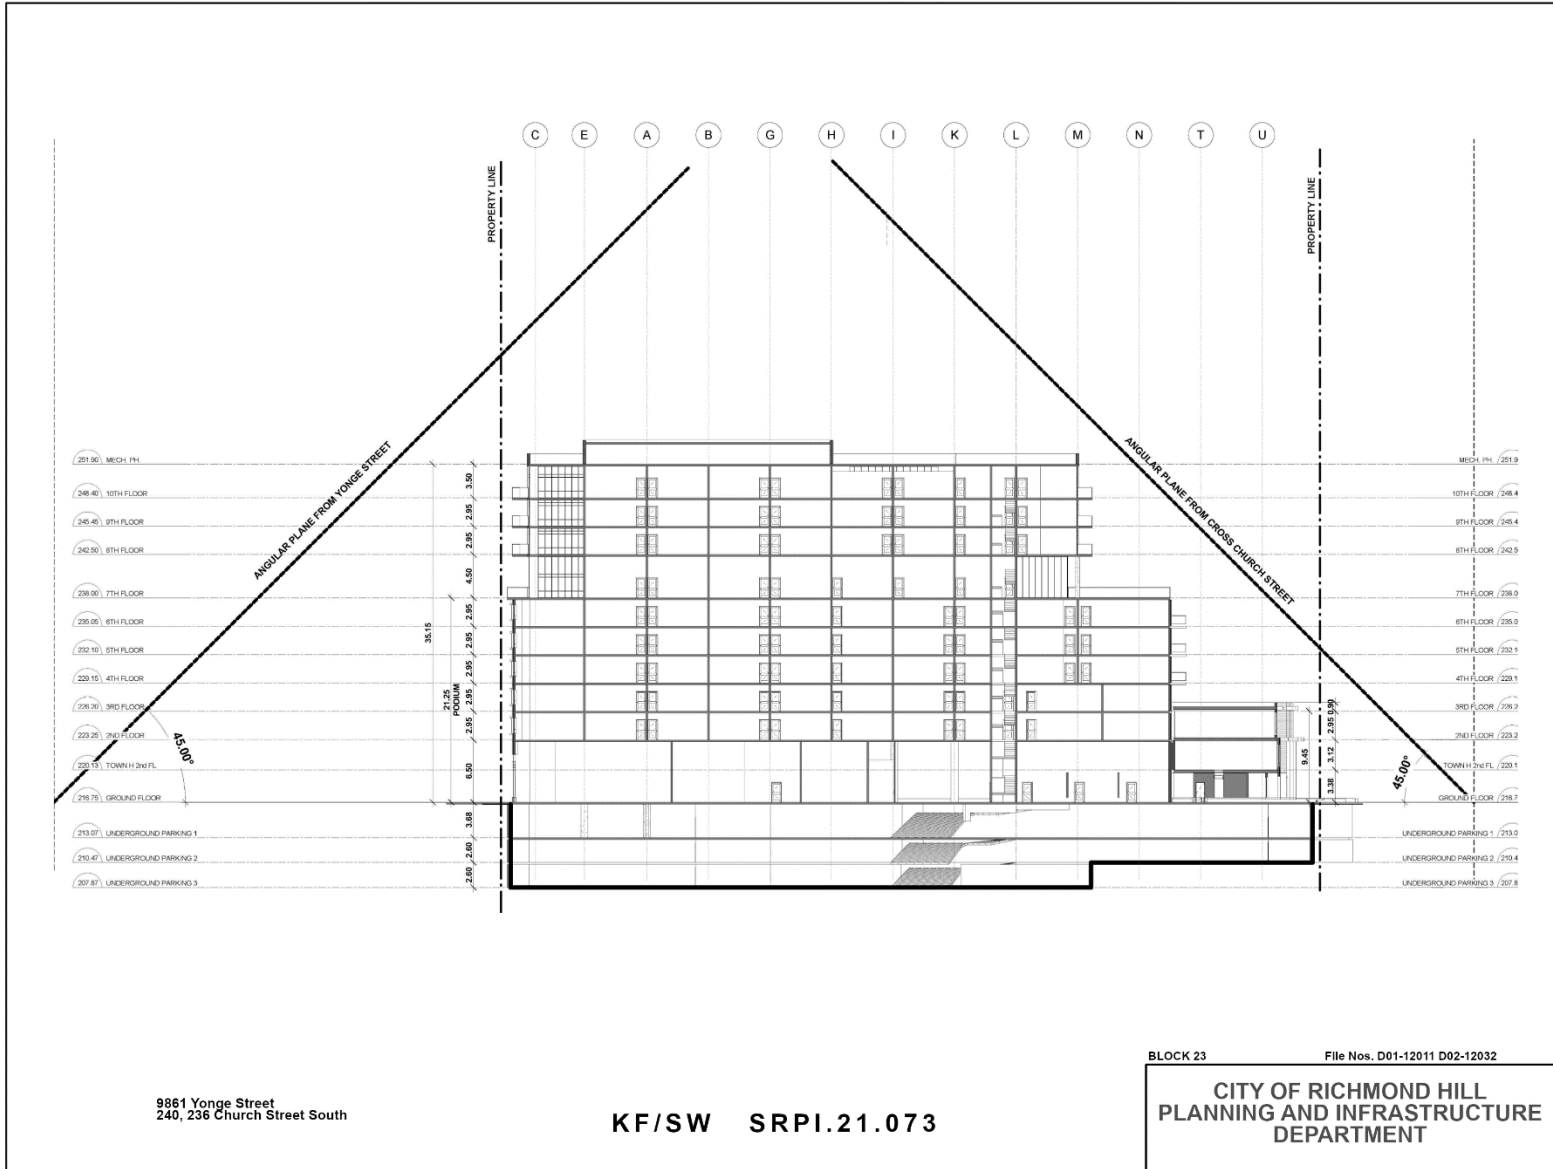 C E A B G H I K L M N T U
PROPERTY LINE
PROPERTY LINE
ANGULAR PLANE FROM YONGE STREET
ANGULAR PLANE FROM CROSS CHURCH STREET
45.00°
45.00°
251.90 MECH. PH.
248.40 10TH FLOOR
245.45 9TH FLOOR
242.50 8TH FLOOR
238.00 7TH FLOOR
235.05 6TH FLOOR
232.10 5TH FLOOR
229.15 4TH FLOOR
226.20 3RD FLOOR
223.25 2ND FLOOR
220.13 TOWN H 2nd FL
216.75 GROUND FLOOR
213.07 UNDERGROUND PARKING 1
210.47 UNDERGROUND PARKING 2
207.87 UNDERGROUND PARKING 3
35.15
21.25
PODIUM
3.50
2.95
2.95
4.50
2.95
2.95
2.95
2.95
2.95
6.50
3.68
2.60
2.60
9.45
0.90
2.95
3.12
3.38
MECH. PH. 251.9
10TH FLOOR 248.4
9TH FLOOR 245.4
8TH FLOOR 242.5
7TH FLOOR 238.0
6TH FLOOR 235.0
5TH FLOOR 232.1
4TH FLOOR 229.1
3RD FLOOR 226.2
2ND FLOOR 223.2
TOWN H 2nd FL 220.1
GROUND FLOOR 216.7
UNDERGROUND PARKING 1 213.0
UNDERGROUND PARKING 2 210.4
UNDERGROUND PARKING 3 207.8
9861 Yonge Street
240, 236 Church Street South
KF/SW SRPI.21.073
BLOCK 23 File Nos. D01-12011 D02-12032
CITY OF RICHMOND HILL
PLANNING AND INFRASTRUCTURE
DEPARTMENT